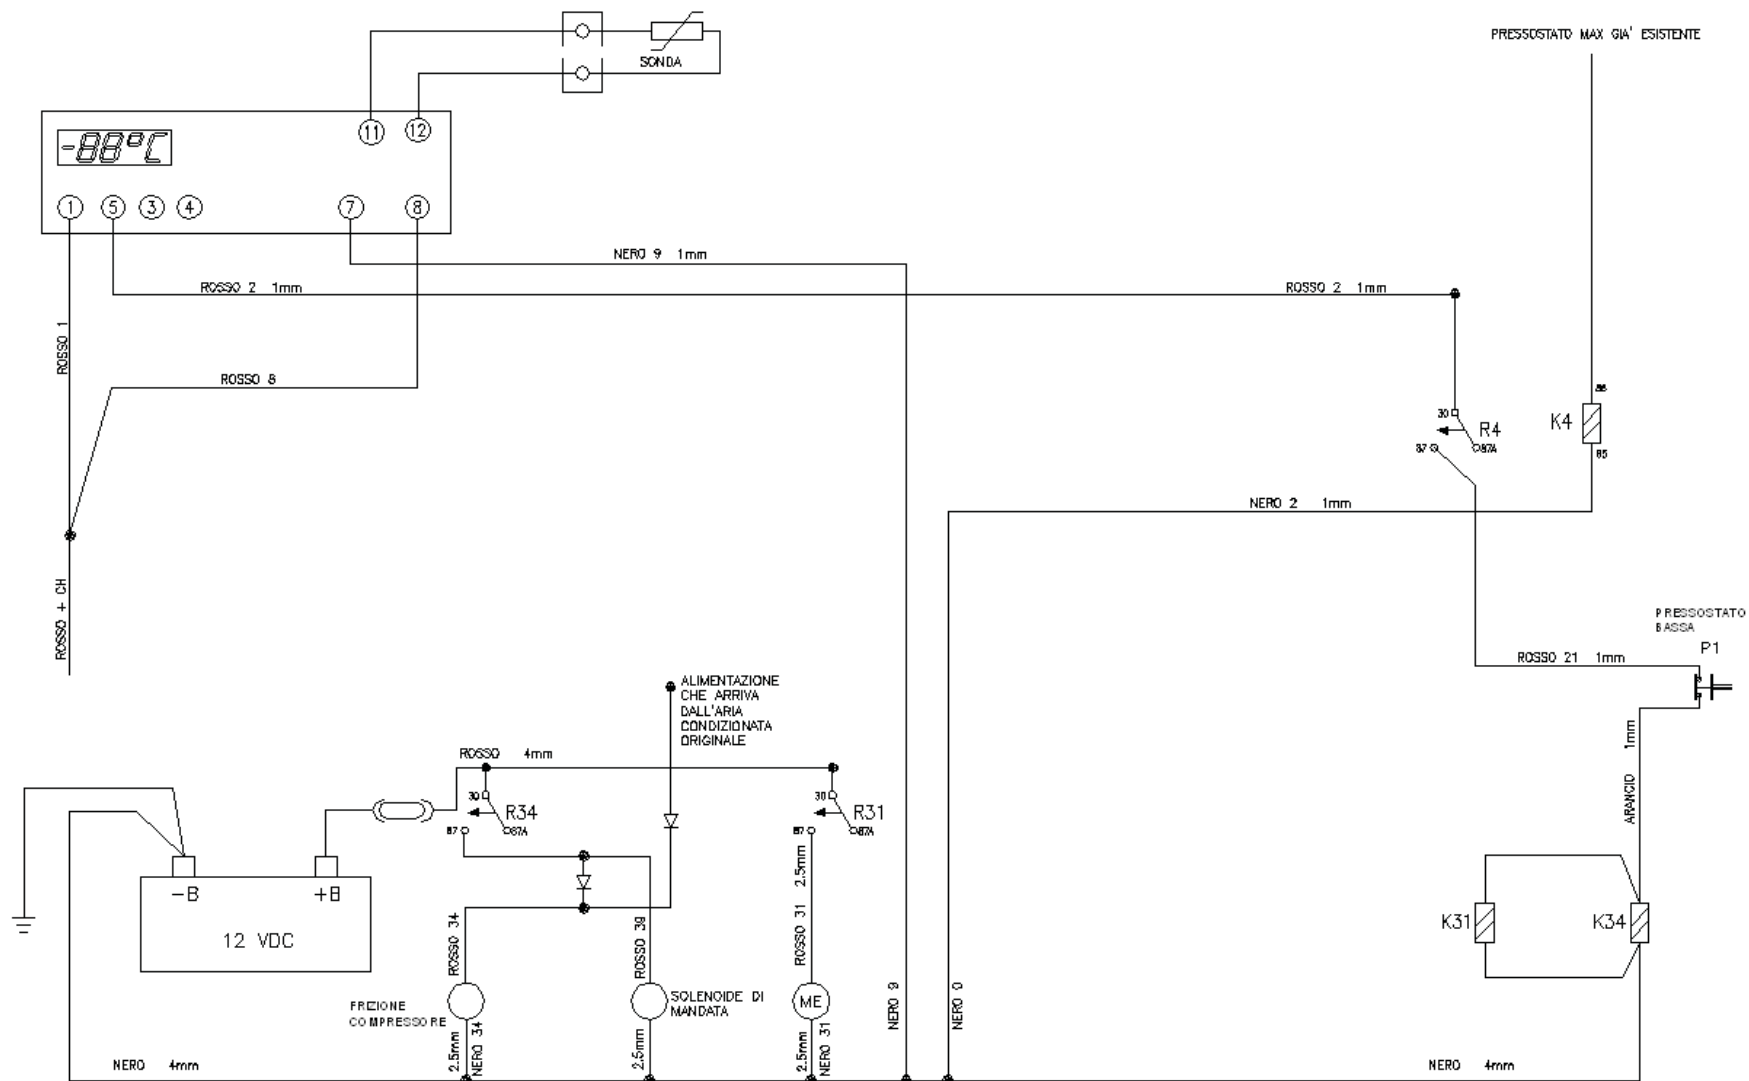 PRESSOSTATO MAX GIA' ESISTENTE
SONDA
11
12
-88°C
1
5
3
4
7
8
NERO 9 1mm
ROSSO 2 1mm
ROSSO 2 1mm
ROSSO 1
ROSSO 8
86
K4
85
30
R4
87
87A
NERO 2 1mm
ROSSO + CH
PRESSOSTATO
BASSA
P1
ROSSO 21 1mm
ALIMENTAZIONE
CHE ARRIVA
DALL'ARIA
CONDIZIONATA
ORIGINALE
ROSSO 4mm
ARANCIO 1mm
30
R34
87
87A
30
R31
87
87A
-B
+B
12 VDC
2.5mm
ROSSO 31
ROSSO 34
ROSSO 39
K31
K34
FRIZIONE
COMPRESSORE
SOLENOIDE DI
MANDATA
ME
NERO 9
NERO 0
2.5mm
NERO 34
2.5mm
2.5mm
NERO 31
NERO 4mm
NERO 4mm